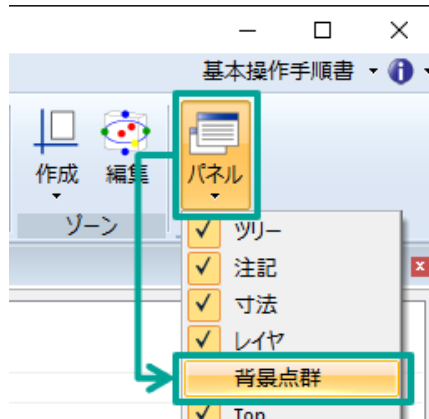 基本操作手順書
作成 編集 パネル
ゾーン
ツリー
注記
寸法
レイヤ
背景点群
Top